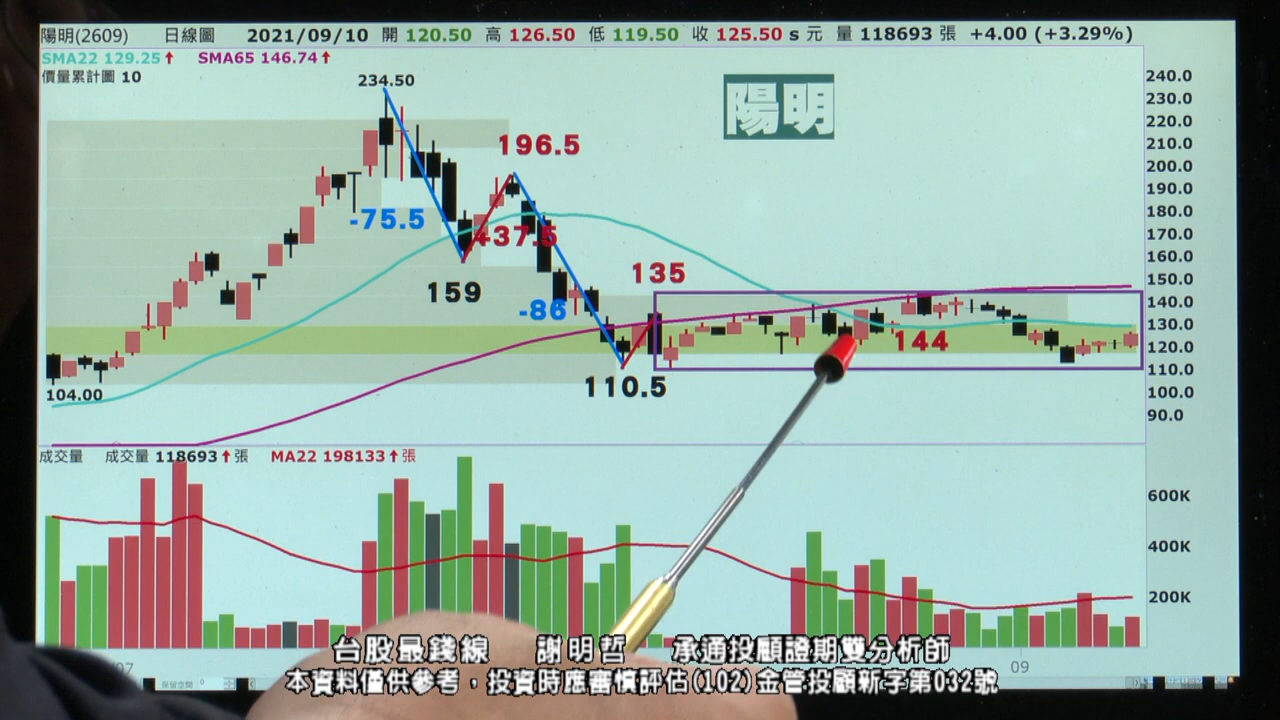 陽明(2609) 日線圖 2021/09/10 開 120.50 高 126.50 低 119.50 收 125.50 s 元 量 118693 張 +4.00 (+3.29%)
SMA22 129.25↑ SMA65 146.74↑
價量累計圖 10
陽明
234.50
196.5
-75.5
+37.5
159
-86
135
110.5
144
104.00
240.0
230.0
220.0
210.0
200.0
190.0
180.0
170.0
160.0
150.0
140.0
130.0
120.0
110.0
100.0
90.0
成交量 成交量 118693↑張 MA22 198133↑張
600K
400K
200K
07
09
台股最錢線 謝明哲 承通投顧證期雙分析師
本資料僅供參考，投資時應審慎評估(102)金管投顧新字第032號